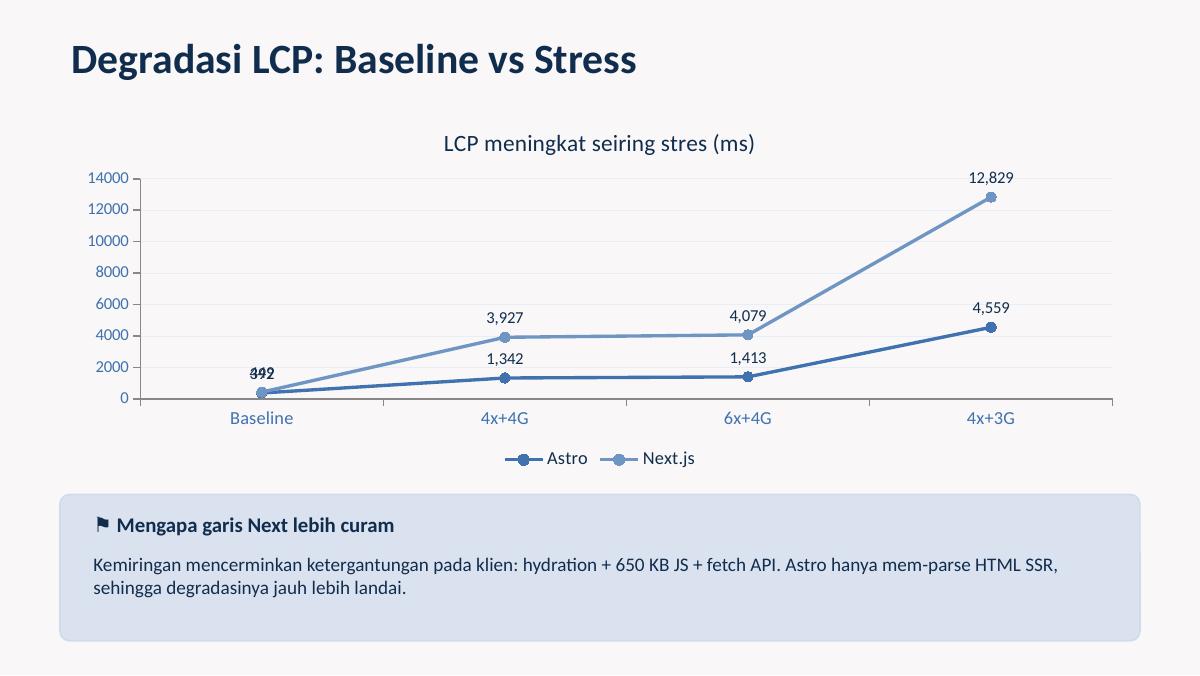 Degradasi LCP: Baseline vs Stress
LCP meningkat seiring stres (ms)
14000
12000
10000
8000
6000
4000
2000
0
12,829
4,559
3,927
4,079
1,342
1,413
Baseline
4x+4G
6x+4G
4x+3G
Astro
Next.js
⚑ Mengapa garis Next lebih curam
Kemiringan mencerminkan ketergantungan pada klien: hydration + 650 KB JS + fetch API. Astro hanya mem-parse HTML SSR,
sehingga degradasinya jauh lebih landai.